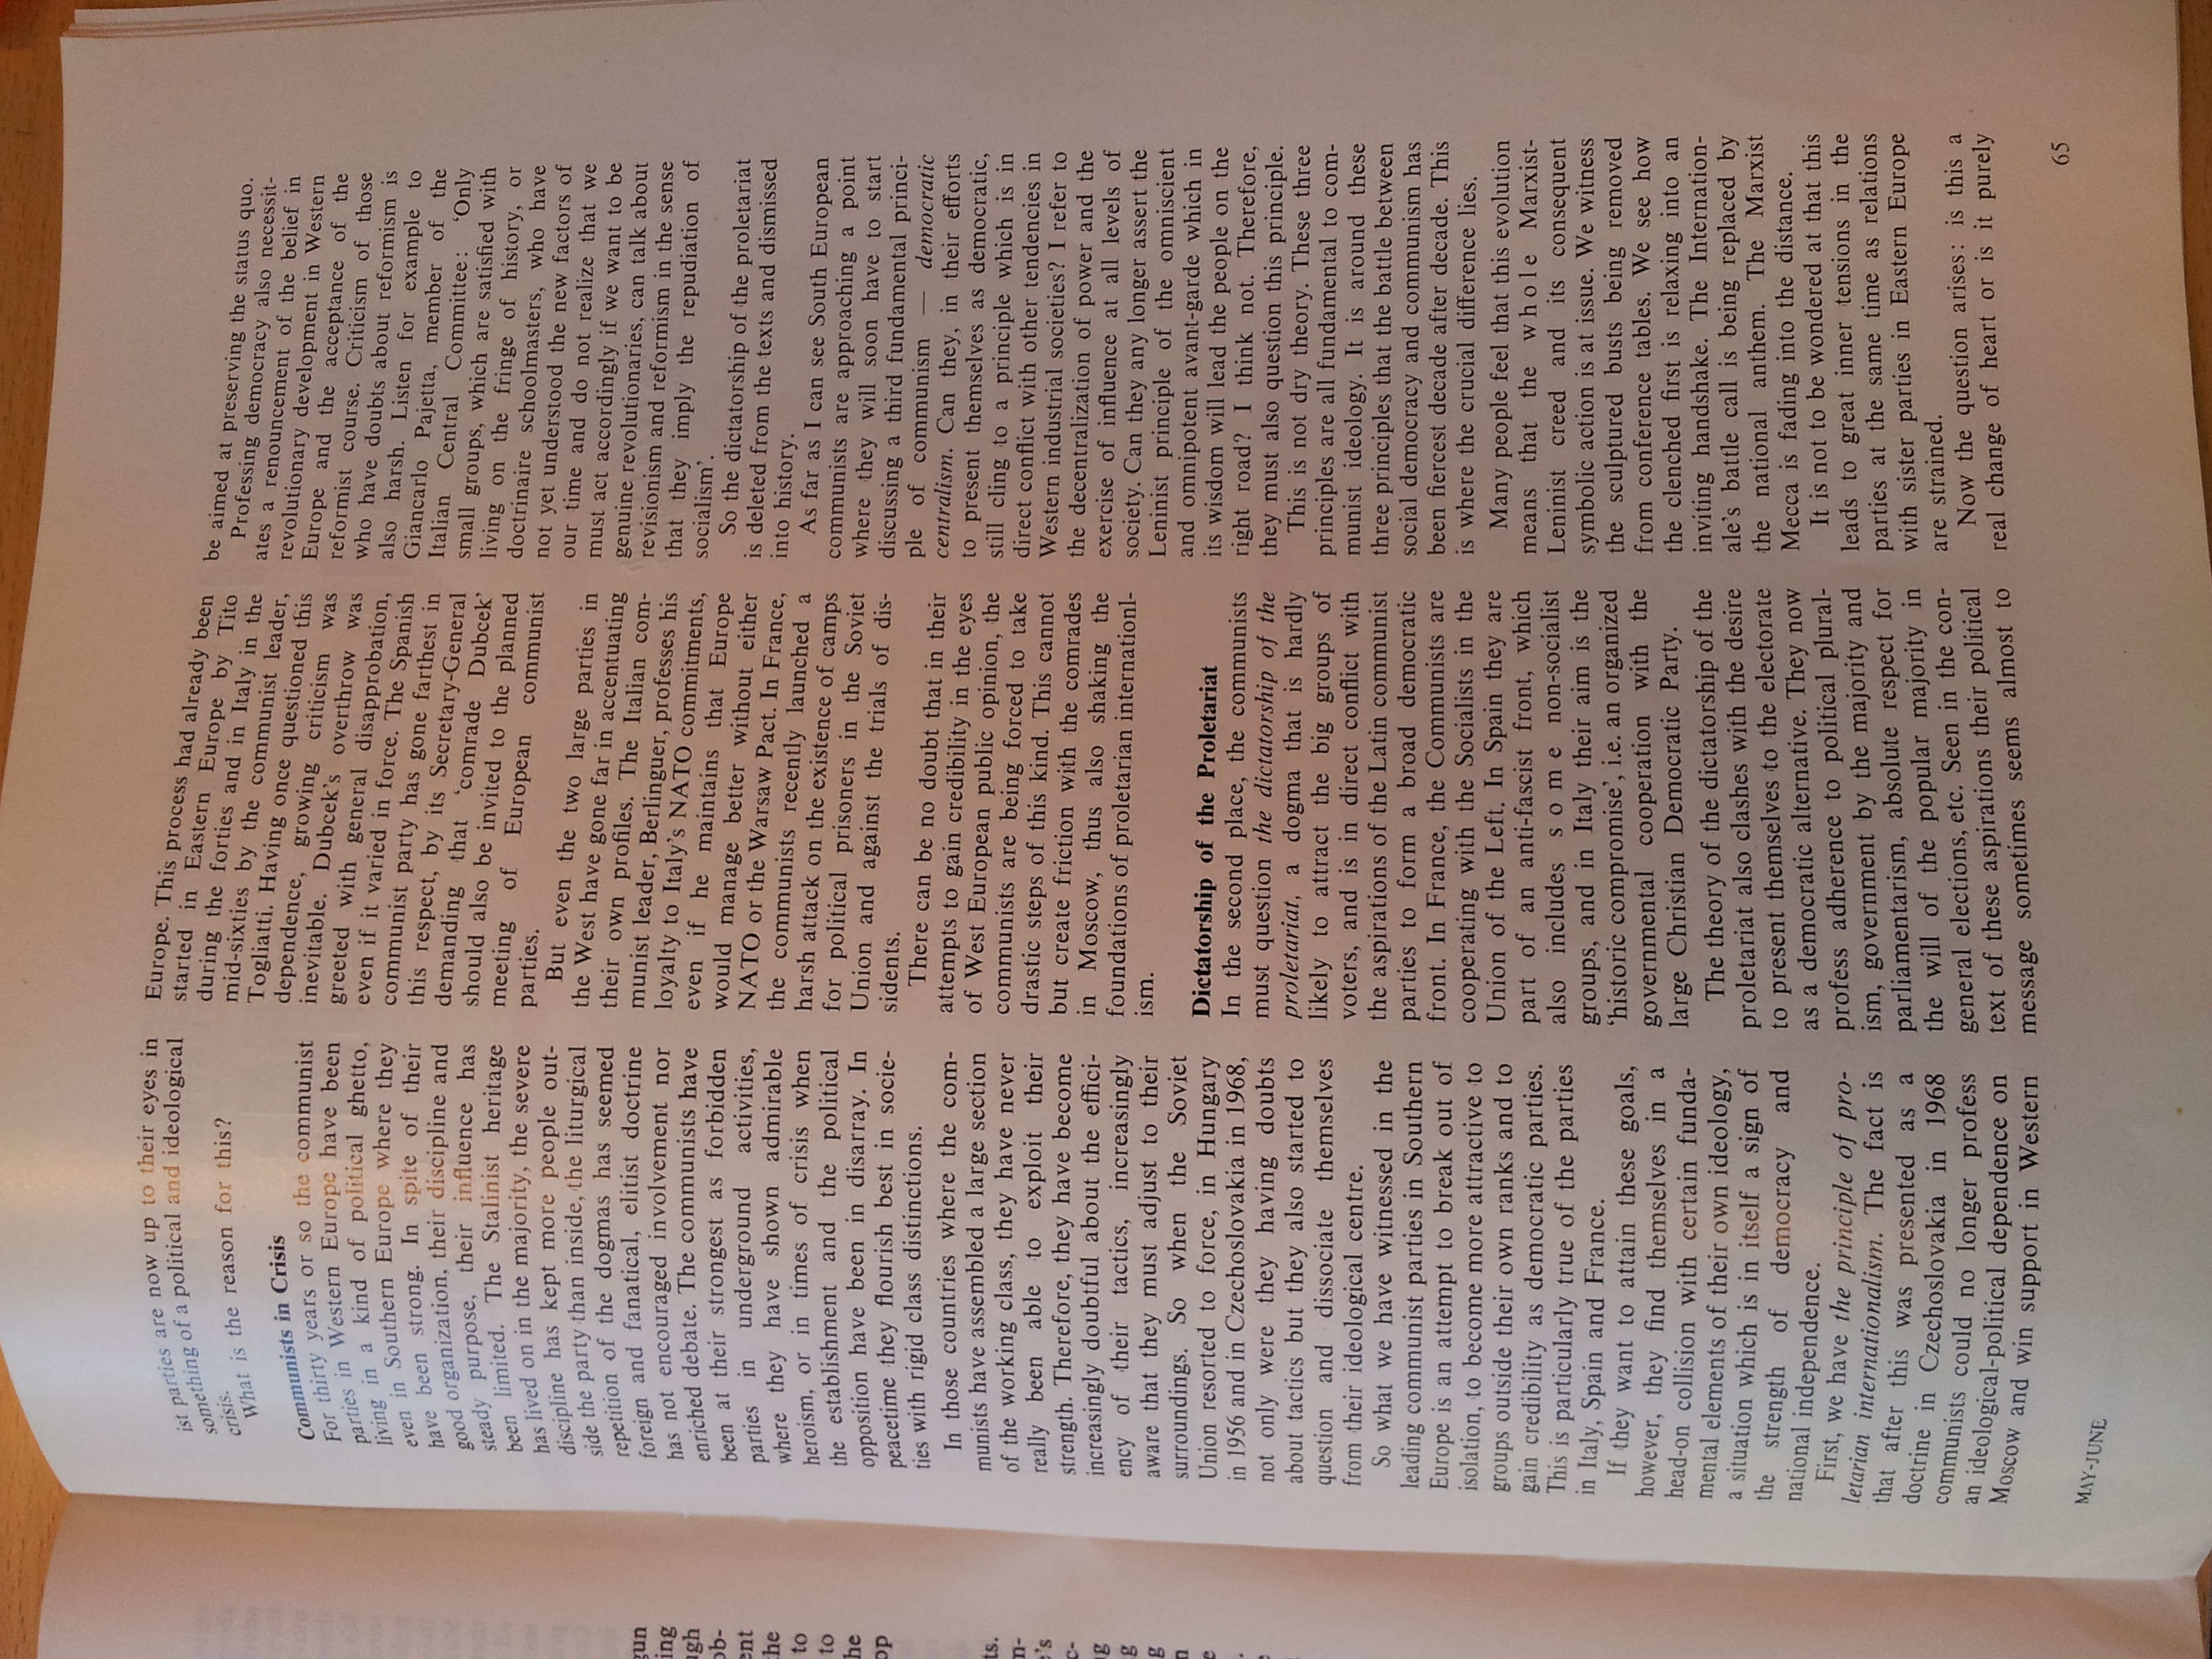 gun
ing
ugh
ob-
ent
the
to
to
he
op
ts.
n-
e's
c-
ng
g
g
n
e
.
e
ist parties are now up to their eyes in
something of a political and ideological
crisis.
What is the reason for this?
Communists in Crisis
For thirty years or so the communist
parties in Western Europe have been
living in a kind of political ghetto,
even in Southern Europe where they
have been strong. In spite of their
good organization, their discipline and
steady purpose, their influence has
been limited. The Stalinist heritage
has lived on in the majority, the severe
discipline has kept more people out-
side the party than inside, the liturgical
repetition of the dogmas has seemed
foreign and fanatical, elitist doctrine
has not encouraged involvement nor
enriched debate. The communists have
been at their strongest as forbidden
parties in underground activities,
where they have shown admirable
heroism, or in times of crisis when
the establishment and the political
opposition have been in disarray. In
peacetime they flourish best in socie-
ties with rigid class distinctions.
In those countries where the com-
munists have assembled a large section
of the working class, they have never
really been able to exploit their
strength. Therefore, they have become
increasingly doubtful about the effici-
ency of their tactics, increasingly
aware that they must adjust to their
surroundings. So when the Soviet
Union resorted to force, in Hungary
in 1956 and in Czechoslovakia in 1968,
not only were they having doubts
about tactics but they also started to
question and dissociate themselves
from their ideological centre.
So what we have witnessed in the
leading communist parties in Southern
Europe is an attempt to break out of
isolation, to become more attractive to
groups outside their own ranks and to
gain credibility as democratic parties.
This is particularly true of the parties
in Italy, Spain and France.
If they want to attain these goals,
however, they find themselves in a
head-on collision with certain funda-
mental elements of their own ideology,
a situation which is in itself a sign of
the strength of democracy and
national independence.
First, we have the principle of pro-
letarian internationalism. The fact is
that after this was presented as a
doctrine in Czechoslovakia in 1968
communists could no longer profess
an ideological-political dependence on
Moscow and win support in Western
Europe. This process had already been
started in Eastern Europe by Tito
during the forties and in Italy in the
mid-sixties by the communist leader,
Togliatti. Having once questioned this
dependence, growing criticism was
inevitable. Dubcek's overthrow was
greeted with general disapprobation,
even if it varied in force. The Spanish
communist party has gone farthest in
this respect, by its Secretary-General
demanding that 'comrade Dubcek'
should also be invited to the planned
meeting of European communist
parties.
But even the two large parties in
the West have gone far in accentuating
their own profiles. The Italian com-
munist leader, Berlinguer, professes his
loyalty to Italy's NATO commitments,
even if he maintains that Europe
would manage better without either
NATO or the Warsaw Pact. In France,
the communists recently launched a
harsh attack on the existence of camps
for political prisoners in the Soviet
Union and against the trials of dis-
sidents.
There can be no doubt that in their
attempts to gain credibility in the eyes
of West European public opinion, the
communists are being forced to take
drastic steps of this kind. This cannot
but create friction with the comrades
in Moscow, thus also shaking the
foundations of proletarian internationl-
ism.
Dictatorship of the Proletariat
In the second place, the communists
must question the dictatorship of the
proletariat, a dogma that is hardly
likely to attract the big groups of
voters, and is in direct conflict with
the aspirations of the Latin communist
parties to form a broad democratic
front. In France, the Communists are
cooperating with the Socialists in the
Union of the Left. In Spain they are
part of an anti-fascist front, which
also includes s o m e non-socialist
groups, and in Italy their aim is the
'historic compromise', i.e. an organized
governmental cooperation with the
large Christian Democratic Party.
The theory of the dictatorship of the
proletariat also clashes with the desire
to present themselves to the electorate
as a democratic alternative. They now
profess adherence to political plural-
ism, government by the majority and
parliamentarism, absolute respect for
the will of the popular majority in
general elections, etc. Seen in the con-
text of these aspirations their political
message sometimes seems almost to
be aimed at preserving the status quo.
Professing democracy also necessit-
ates a renouncement of the belief in
revolutionary development in Western
Europe and the acceptance of the
reformist course. Criticism of those
who have doubts about reformism is
also harsh. Listen for example to
Giancarlo Pajetta, member of the
Italian Central Committee: 'Only
small groups, which are satisfied with
living on the fringe of history, or
doctrinaire schoolmasters, who have
not yet understood the new factors of
our time and do not realize that we
must act accordingly if we want to be
genuine revolutionaries, can talk about
revisionism and reformism in the sense
that they imply the repudiation of
socialism'.
So the dictatorship of the proletariat
is deleted from the texts and dismissed
into history.
As far as I can see South European
communists are approaching a point
where they will soon have to start
discussing a third fundamental princi-
ple of communism — democratic
centralism. Can they, in their efforts
to present themselves as democratic,
still cling to a principle which is in
direct conflict with other tendencies in
Western industrial societies? I refer to
the decentralization of power and the
exercise of influence at all levels of
society. Can they any longer assert the
Leninist principle of the omniscient
and omnipotent avant-garde which in
its wisdom will lead the people on the
right road? I think not. Therefore,
they must also question this principle.
This is not dry theory. These three
principles are all fundamental to com-
munist ideology. It is around these
three principles that the battle between
social democracy and communism has
been fiercest decade after decade. This
is where the crucial difference lies.
Many people feel that this evolution
means that the w h o l e Marxist-
Leninist creed and its consequent
symbolic action is at issue. We witness
the sculptured busts being removed
from conference tables. We see how
the clenched first is relaxing into an
inviting handshake. The Internation-
ale's battle call is being replaced by
the national anthem. The Marxist
Mecca is fading into the distance.
It is not to be wondered at that this
leads to great inner tensions in the
parties at the same time as relations
with sister parties in Eastern Europe
are strained.
Now the question arises: is this a
real change of heart or is it purely
MAY-JUNE
65